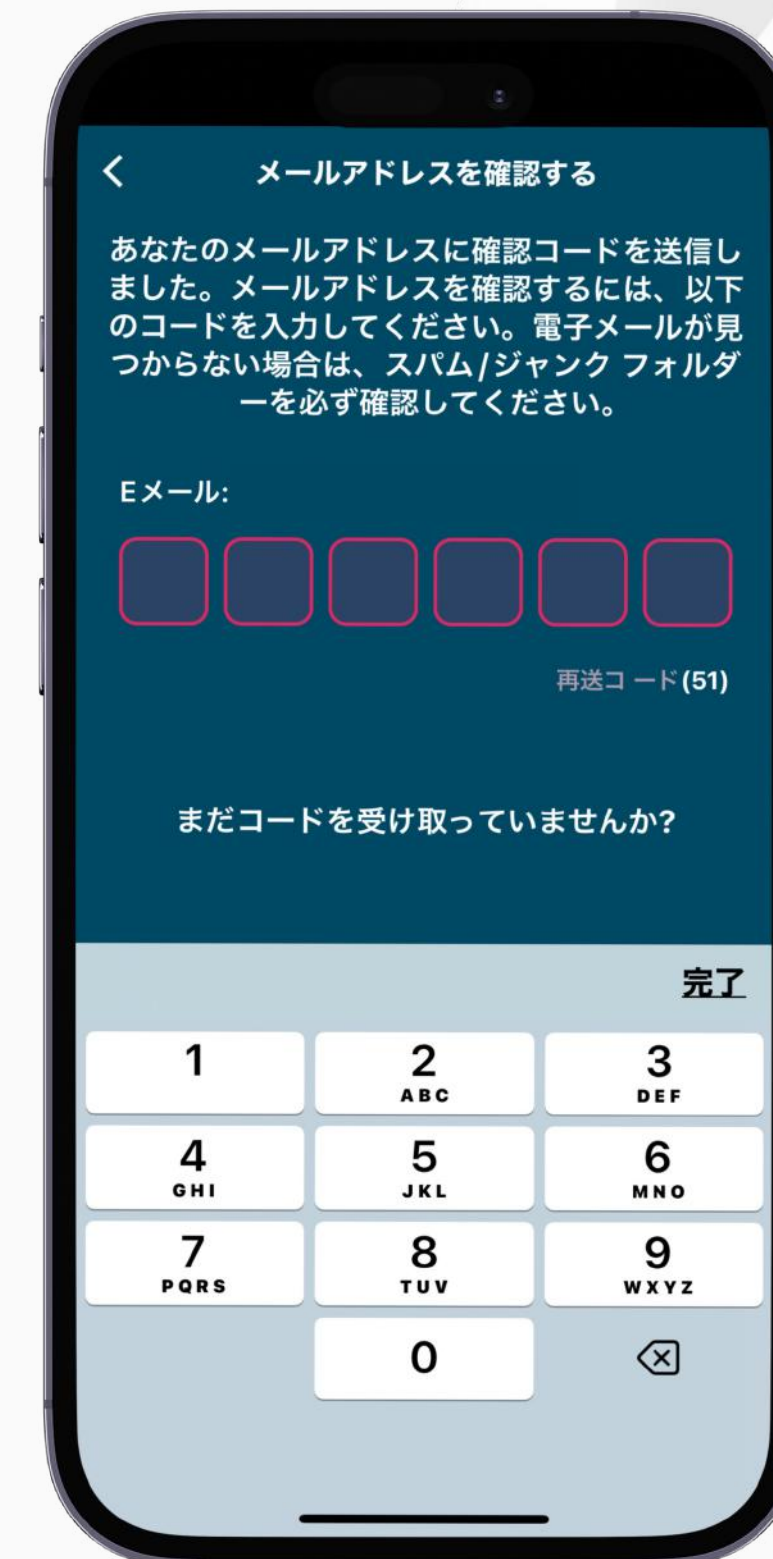 メールアドレスを確認する
あなたのメールアドレスに確認コードを送信し
ました。メールアドレスを確認するには、以下
のコードを入力してください。電子メールが見
つからない場合は、スパム/ジャンク フォルダ
ーを必ず確認してください。
Eメール:
再送コ ード(51)
まだコードを受け取っていませんか?
完了
1 2 3
ABC DEF
4 5 6
GHI JKL MNO
7 8 9
PQRS TUV WXYZ
0